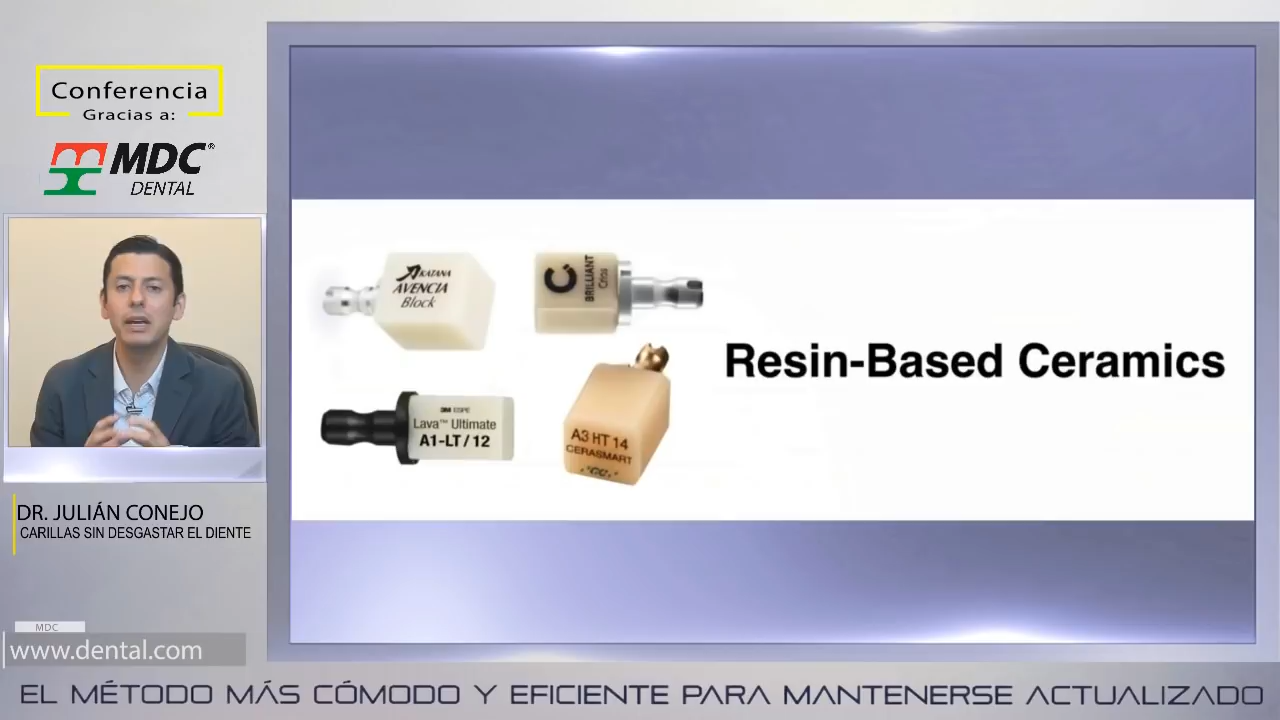 Conferencia
Gracias a:
MDC®
DENTAL
DR. JULIÁN CONEJO
CARILLAS SIN DESGASTAR EL DIENTE
MDC
www.dental.com
KATANA
AVENCIA
Block
C.
BRILLIANT
Crios
3M ESPE
Lava™ Ultimate
A1-LT / 12
A3 HT 14
CERASMART
GC
Resin-Based Ceramics
EL MÉTODO MÁS CÓMODO Y EFICIENTE PARA MANTENERSE ACTUALIZADO